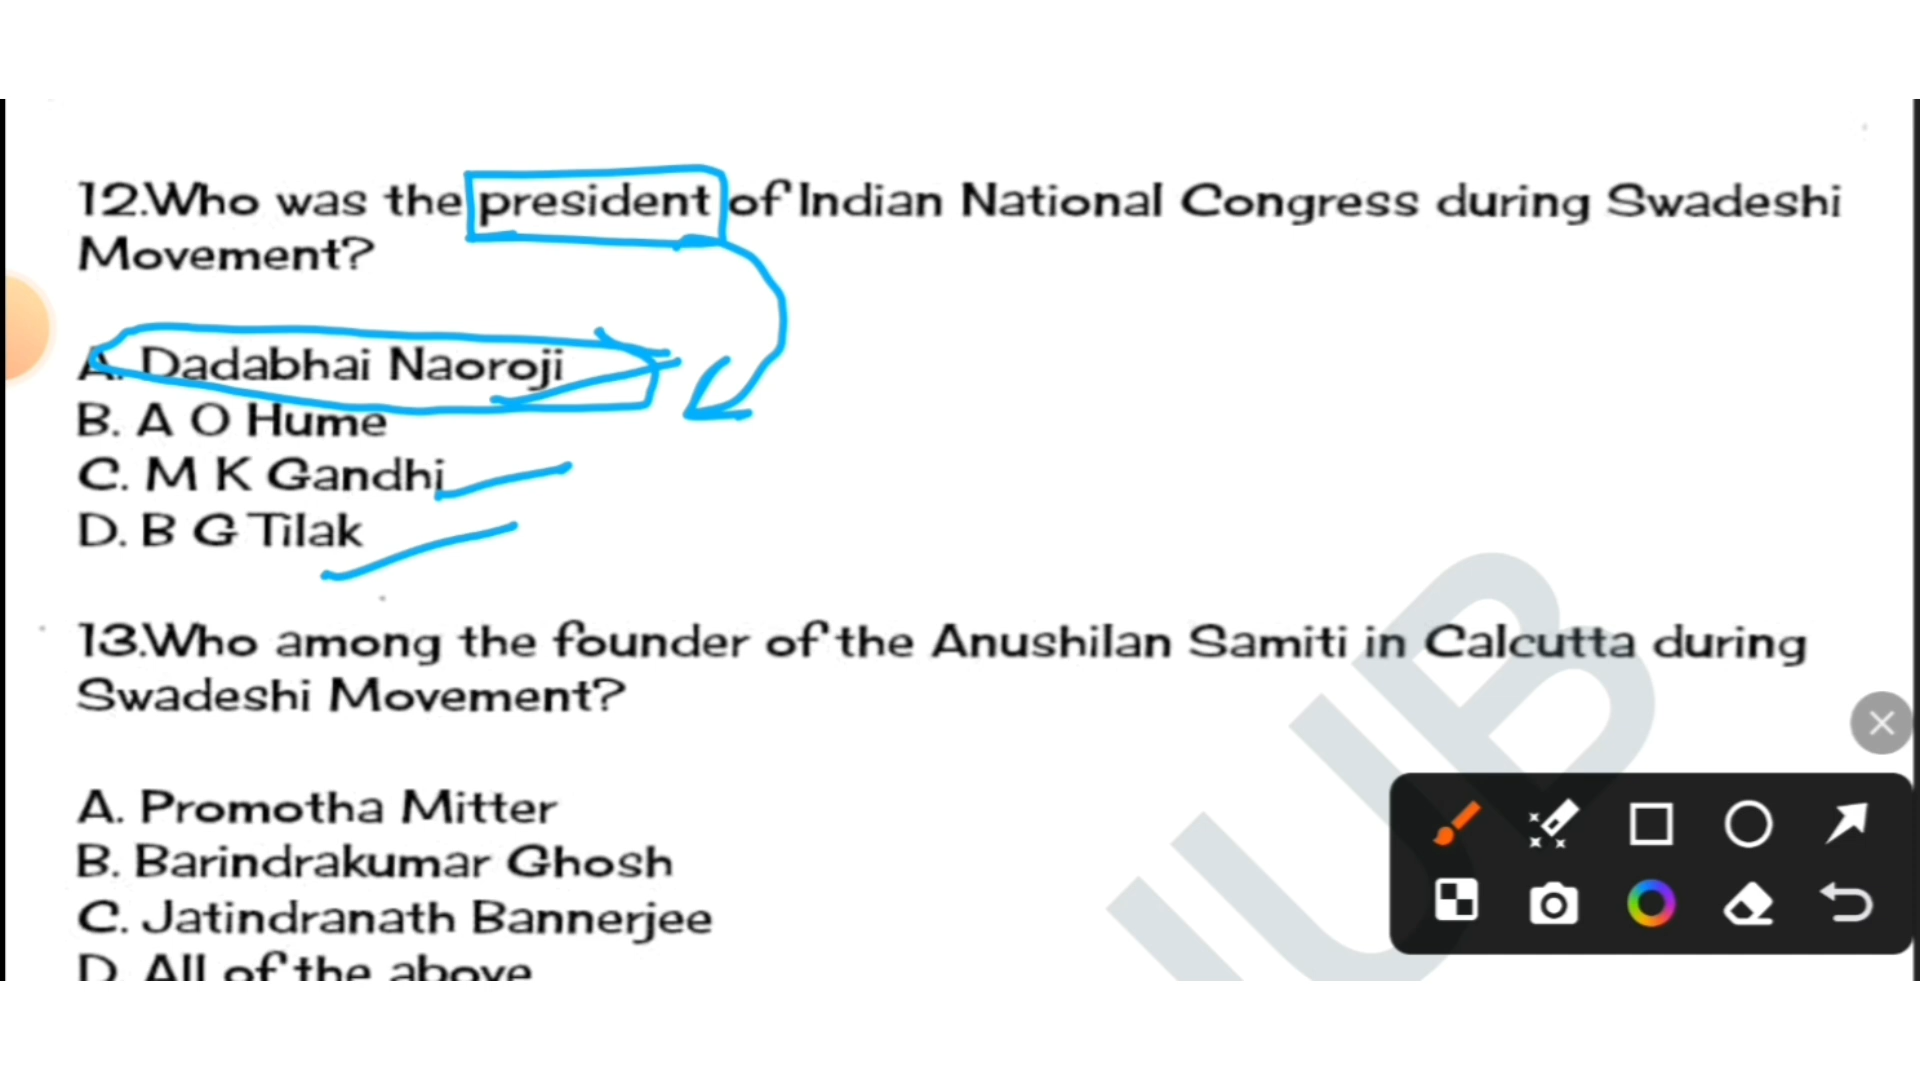 12.Who was the president of Indian National Congress during Swadeshi
Movement?
A. Dadabhai Naoroji
B. A O Hume
C. M K Gandhi
D. B G Tilak
13.Who among the founder of the Anushilan Samiti in Calcutta during
Swadeshi Movement?
A. Promotha Mitter
B. Barindrakumar Ghosh
C. Jatindranath Bannerjee
D. All of the above
UB